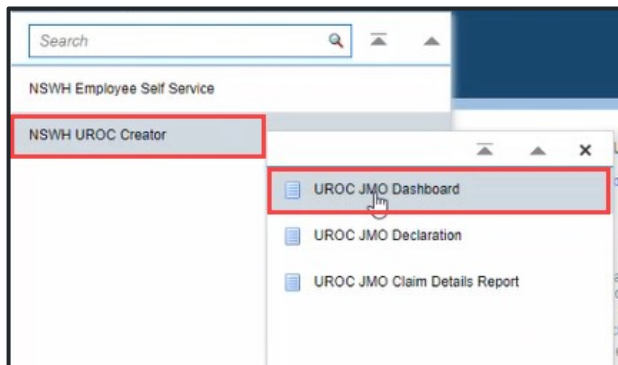 Search
NSWH Employee Self Service
NSWH UROC Creator
UROC JMO Dashboard
UROC JMO Declaration
UROC JMO Claim Details Report